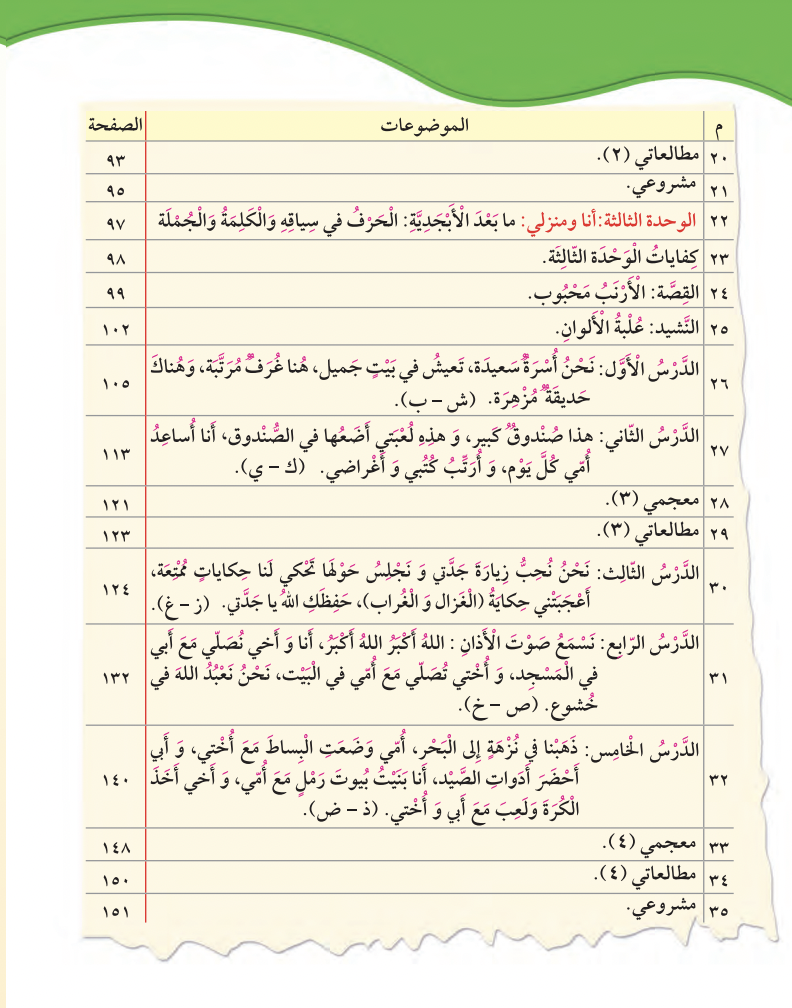 م الموضوعات الصفحة
٢٠ مطالعاتي (٢). ٩٣
٢١ مشروعي. ٩٥
٢٢ الوحدة الثالثة:أنا ومنزلي: ما بَعْدَ الْأَبْجَدِيَّةِ: الْحَرْفُ في سِياقِهِ وَالْكَلِمَةُ وَالْجُمْلَة ٩٧
٢٣ كِفاياتُ الْوَحْدَة الثّالِثَة. ٩٨
٢٤ القِصَّة: الْأَرْنَبُ مَحْبُوب. ٩٩
٢٥ النَّشيد: عُلْبةُ الْأَلوانِ. ١٠٢
٢٦ الدَّرْسُ الْأَوَّل: نَحْنُ أُسْرَةٌ سَعيدَة، تَعيشُ في بَيْتٍ جَميل، هُنا غُرَفٌ مُرَتَّبَة، وَهُناكَ ١٠٥
حَديقَةٌ مُزْهِرَة. (ش – ب).
٢٧ الدَّرْسُ الثّاني: هذا صُنْدوقٌ كَبير، وَ هذِهِ لُعْبَتي أَضَعُها في الصُّنْدوق، أَنا أُساعِدُ ١١٣
أُمّي كُلَّ يَوْم، وَ أُرَتِّبُ كُتُبي وَ أَغْراضي. (ك – ي).
٢٨ معجمي (٣). ١٢١
٢٩ مطالعاتي (٣). ١٢٣
٣٠ الدَّرْسُ الثّالِث: نَحْنُ نُحِبُّ زِيارَةَ جَدَّتي وَ نَجْلِسُ حَوْلَها تَحْكي لَنا حِكاياتٍ مُمْتِعَة، ١٢٤
أَعْجَبَتْني حِكايَةُ (الْغَزال وَ الْغُراب)، حَفِظَكِ اللهُ يا جَدَّتي. (ز – غ).
٣١ الدَّرْسُ الرّابِع: نَسْمَعُ صَوْتَ الْأَذانِ : اللهُ أَكْبَرُ اللهُ أَكْبَرُ، أَنا وَ أَخي نُصَلّي مَعَ أَبي ١٣٢
في الْمَسْجِد، وَ أُخْتي تُصَلّي مَعَ أُمّي في الْبَيْت، نَحْنُ نَعْبُدُ اللهَ في
خُشوع. (ص – خ).
٣٢ الدَّرْسُ الْخامِس: ذَهَبْنا في نُزْهَةٍ إِلى الْبَحْر، أُمّي وَضَعَتِ الْبِساطَ مَعَ أُخْتي، وَ أَبي ١٤٠
أَحْضَرَ أَدَواتِ الصَّيْد، أَنا بَنَيْتُ بُيوتَ رَمْلٍ مَعَ أُمّي، وَ أَخي أَخَذَ
الْكُرَةَ وَلَعِبَ مَعَ أَبي وَ أُخْتي. (ذ – ض).
٣٣ معجمي (٤). ١٤٨
٣٤ مطالعاتي (٤). ١٥٠
٣٥ مشروعي. ١٥١